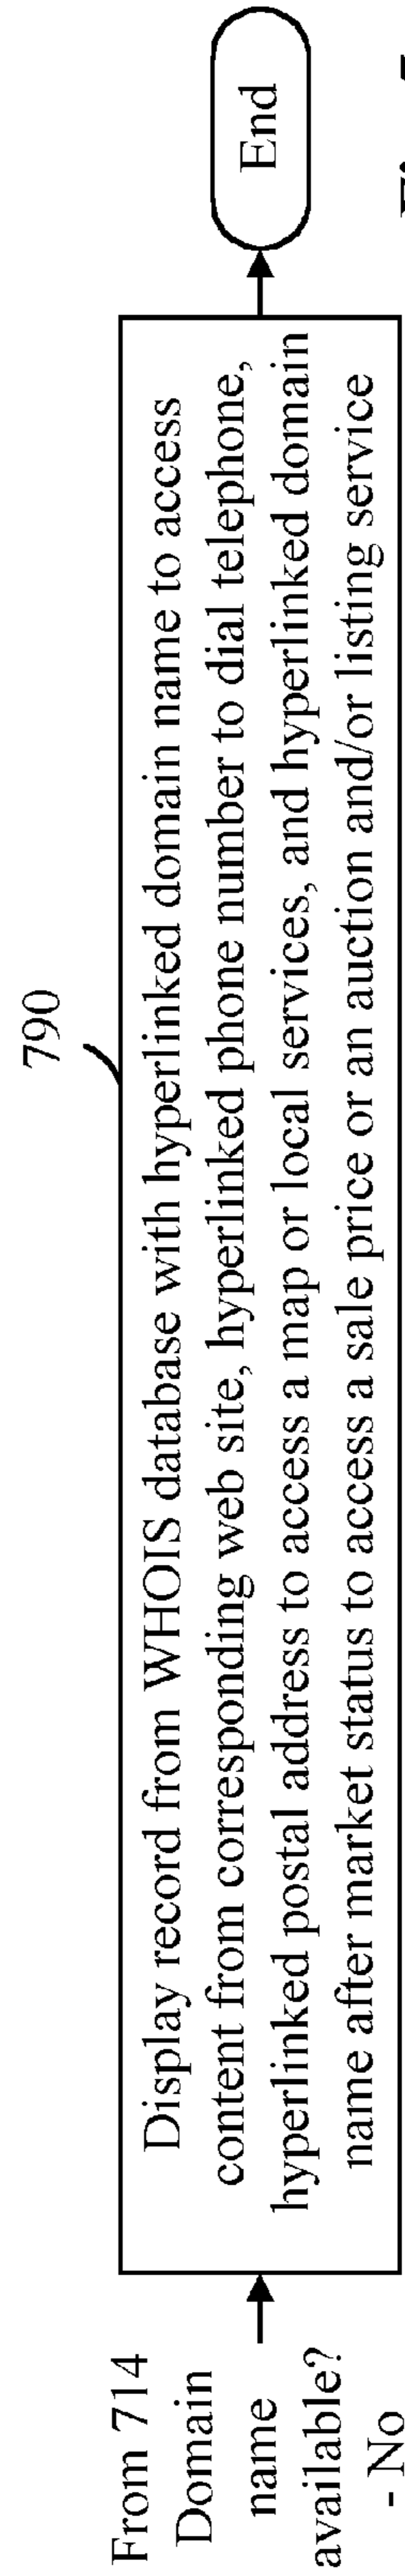 790
From 714
Domain
name
available?
- No
Display record from WHOIS database with hyperlinked domain name to access
content from corresponding web site, hyperlinked phone number to dial telephone,
hyperlinked postal address to access a map or local services, and hyperlinked domain
name after market status to access a sale price or an auction and/or listing service
End